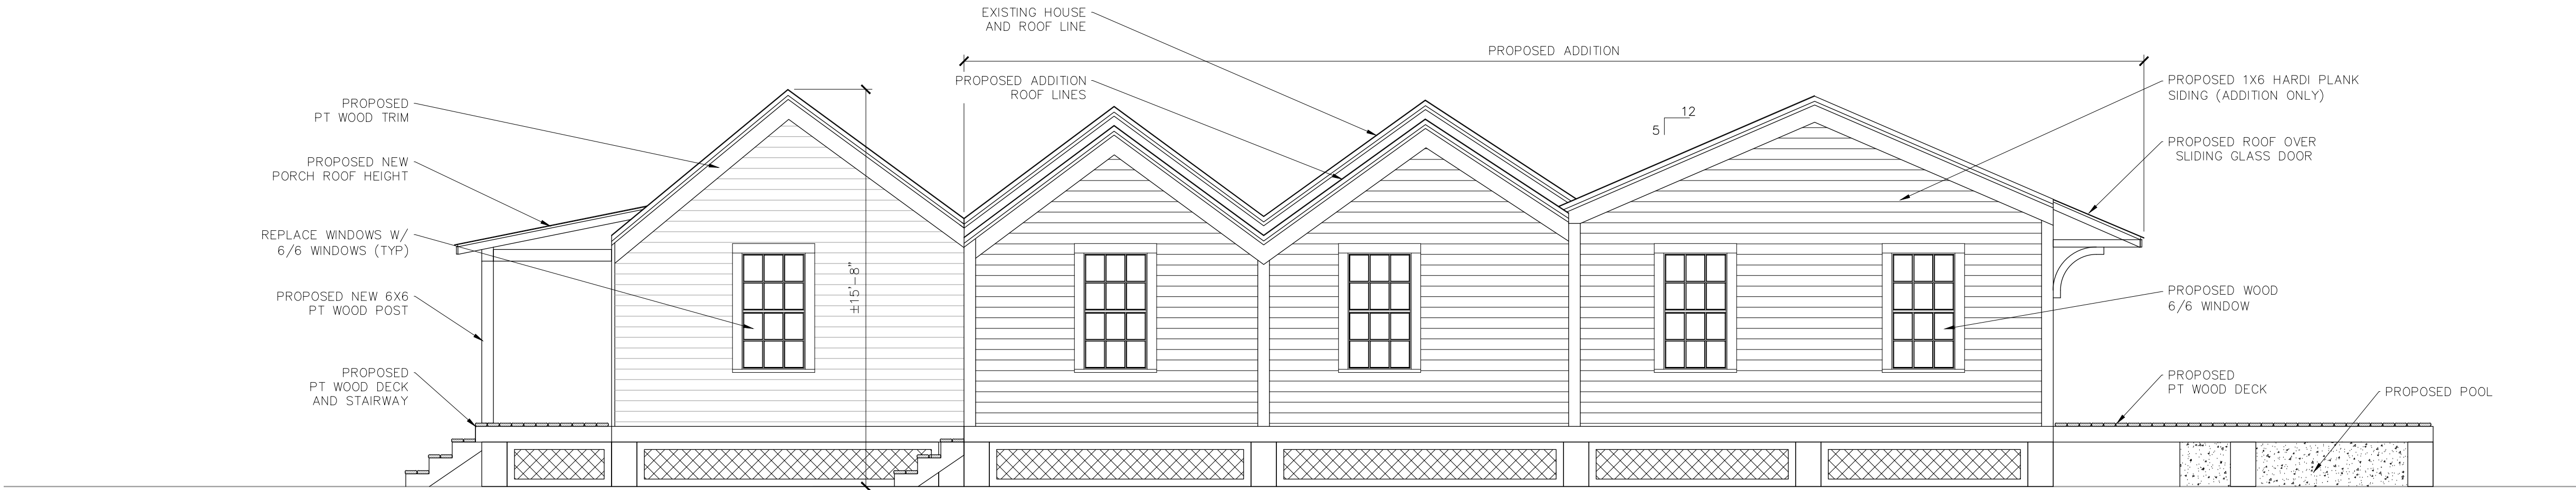 EXISTING HOUSE
AND ROOF LINE
PROPOSED ADDITION
PROPOSED ADDITION
ROOF LINES
PROPOSED
PT WOOD TRIM
PROPOSED NEW
PORCH ROOF HEIGHT
REPLACE WINDOWS W/
6/6 WINDOWS (TYP)
PROPOSED NEW 6X6
PT WOOD POST
PROPOSED
PT WOOD DECK
AND STAIRWAY
±15'-8"
12
5
PROPOSED 1X6 HARDI PLANK
SIDING (ADDITION ONLY)
PROPOSED ROOF OVER
SLIDING GLASS DOOR
PROPOSED WOOD
6/6 WINDOW
PROPOSED
PT WOOD DECK
PROPOSED POOL